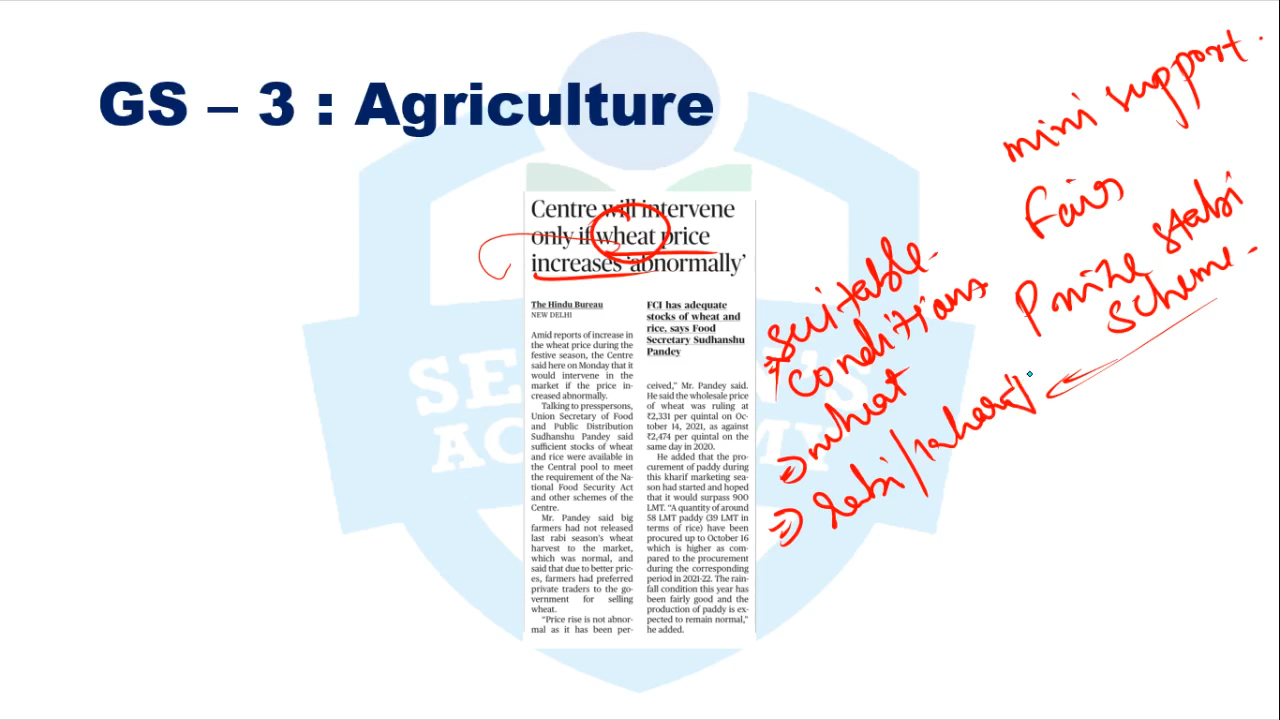 GS – 3 : Agriculture
Centre will intervene
only if wheat price
increases ‘abnormally’
The Hindu Bureau
NEW DELHI
Amid reports of increase in
the wheat price during the
festive season, the Centre
said here on Monday that it
would intervene in the
market if the price in-
creased abnormally.
Talking to presspersons,
Union Secretary of Food
and Public Distribution
Sudhanshu Pandey said
sufficient stocks of wheat
and rice were available in
the Central pool to meet
the requirement of the Na-
tional Food Security Act
and other schemes of the
Centre.
Mr. Pandey said big
farmers had not released
last rabi season’s wheat
harvest to the market,
which was normal, and
said that due to better pric-
es, farmers had preferred
private traders to the go-
vernment for selling
wheat.
“Price rise is not abnor-
mal as it has been per-
FCI has adequate
stocks of wheat and
rice, says Food
Secretary Sudhanshu
Pandey
ceived,” Mr. Pandey said.
He said the wholesale price
of wheat was ruling at
₹2,331 per quintal on Oc-
tober 14, 2021, as against
₹2,474 per quintal on the
same day in 2020.
He added that the pro-
curement of paddy during
this kharif marketing sea-
son had started and hoped
that it would surpass 900
LMT. “A quantity of around
58 LMT paddy (39 LMT in
terms of rice) have been
procured up to October 16
which is higher as com-
pared to the procurement
during the corresponding
period in 2021-22. The rain-
fall condition this year has
been fairly good and the
production of paddy is ex-
pected to remain normal,”
he added.
suitable
conditions
wheat
rabi/
mini support.
Fair
stabi
scheme.